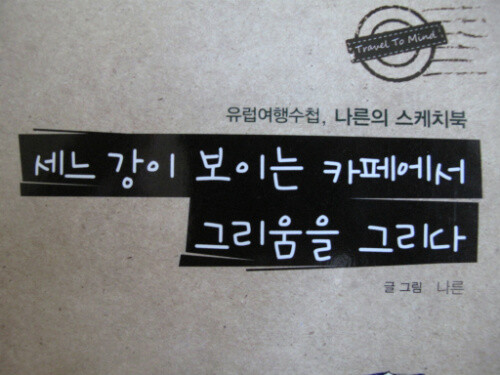 Travel To Mind
유럽여행수첩, 나른의 스케치북
세느 강이 보이는 카페에서
그리움을 그리다
글 그림 나른